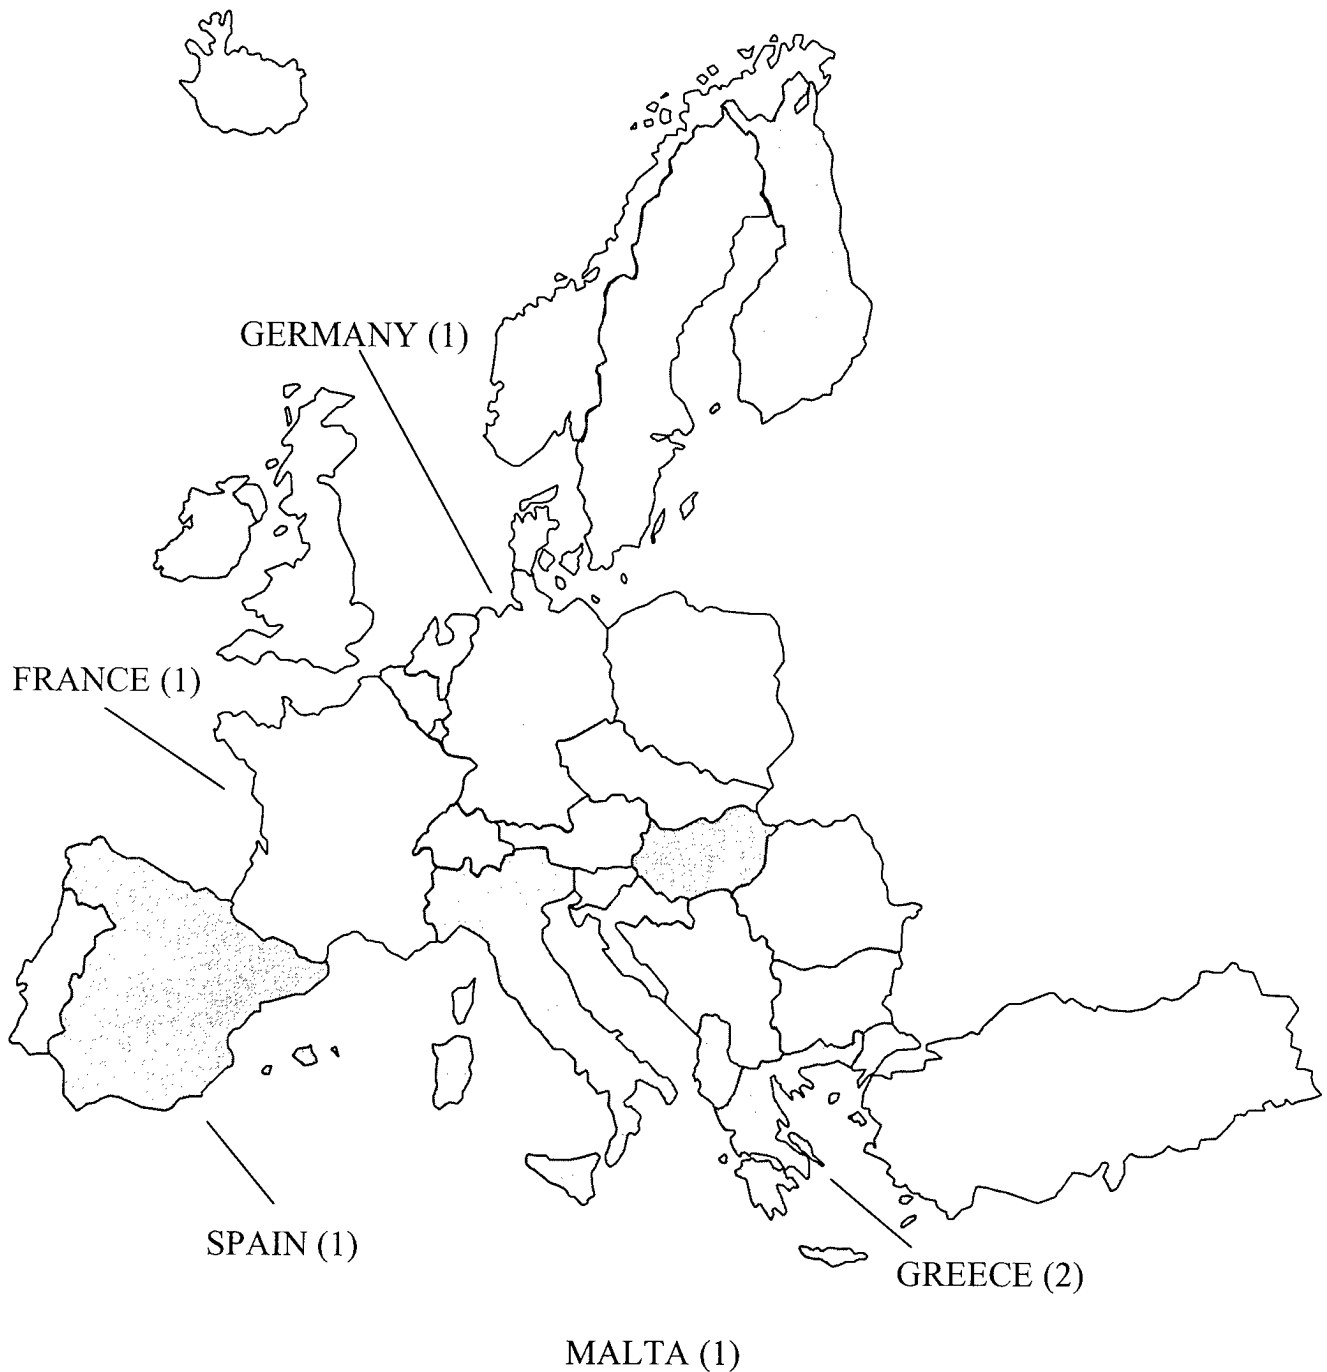 GERMANY (1)
FRANCE (1)
SPAIN (1)
GREECE (2)
MALTA (1)